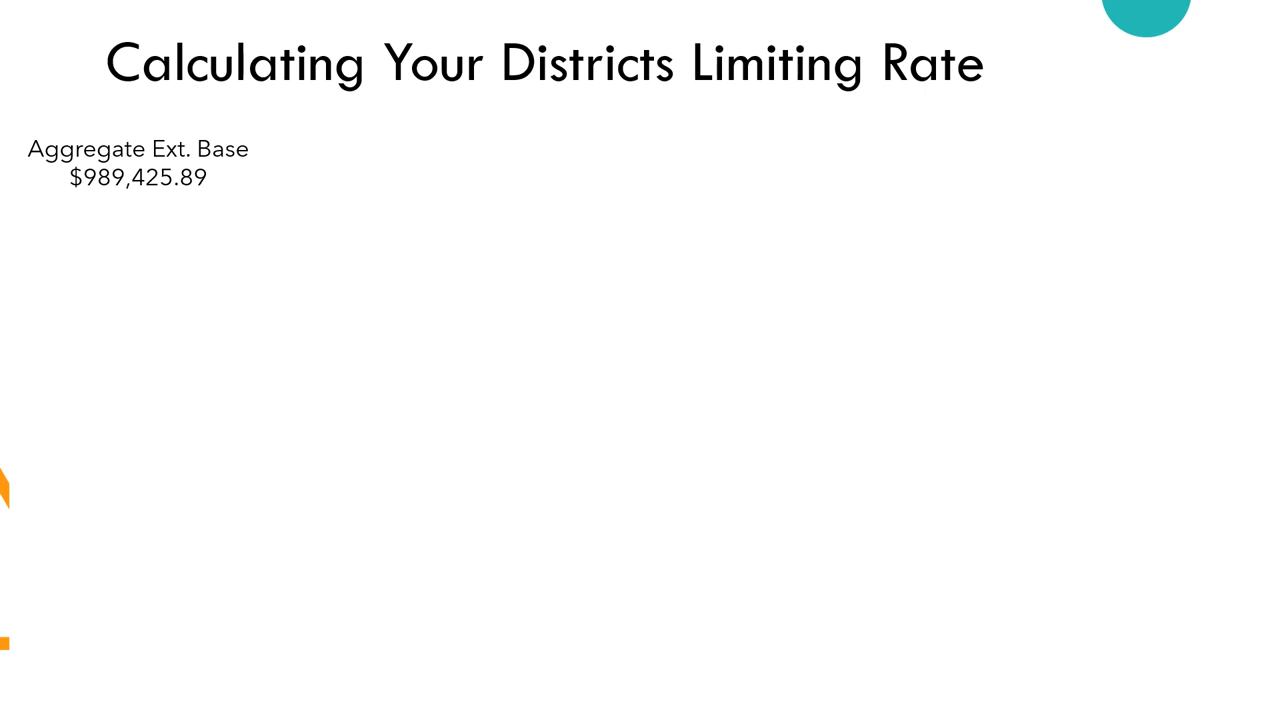 Calculating Your Districts Limiting Rate
Aggregate Ext. Base
$989,425.89